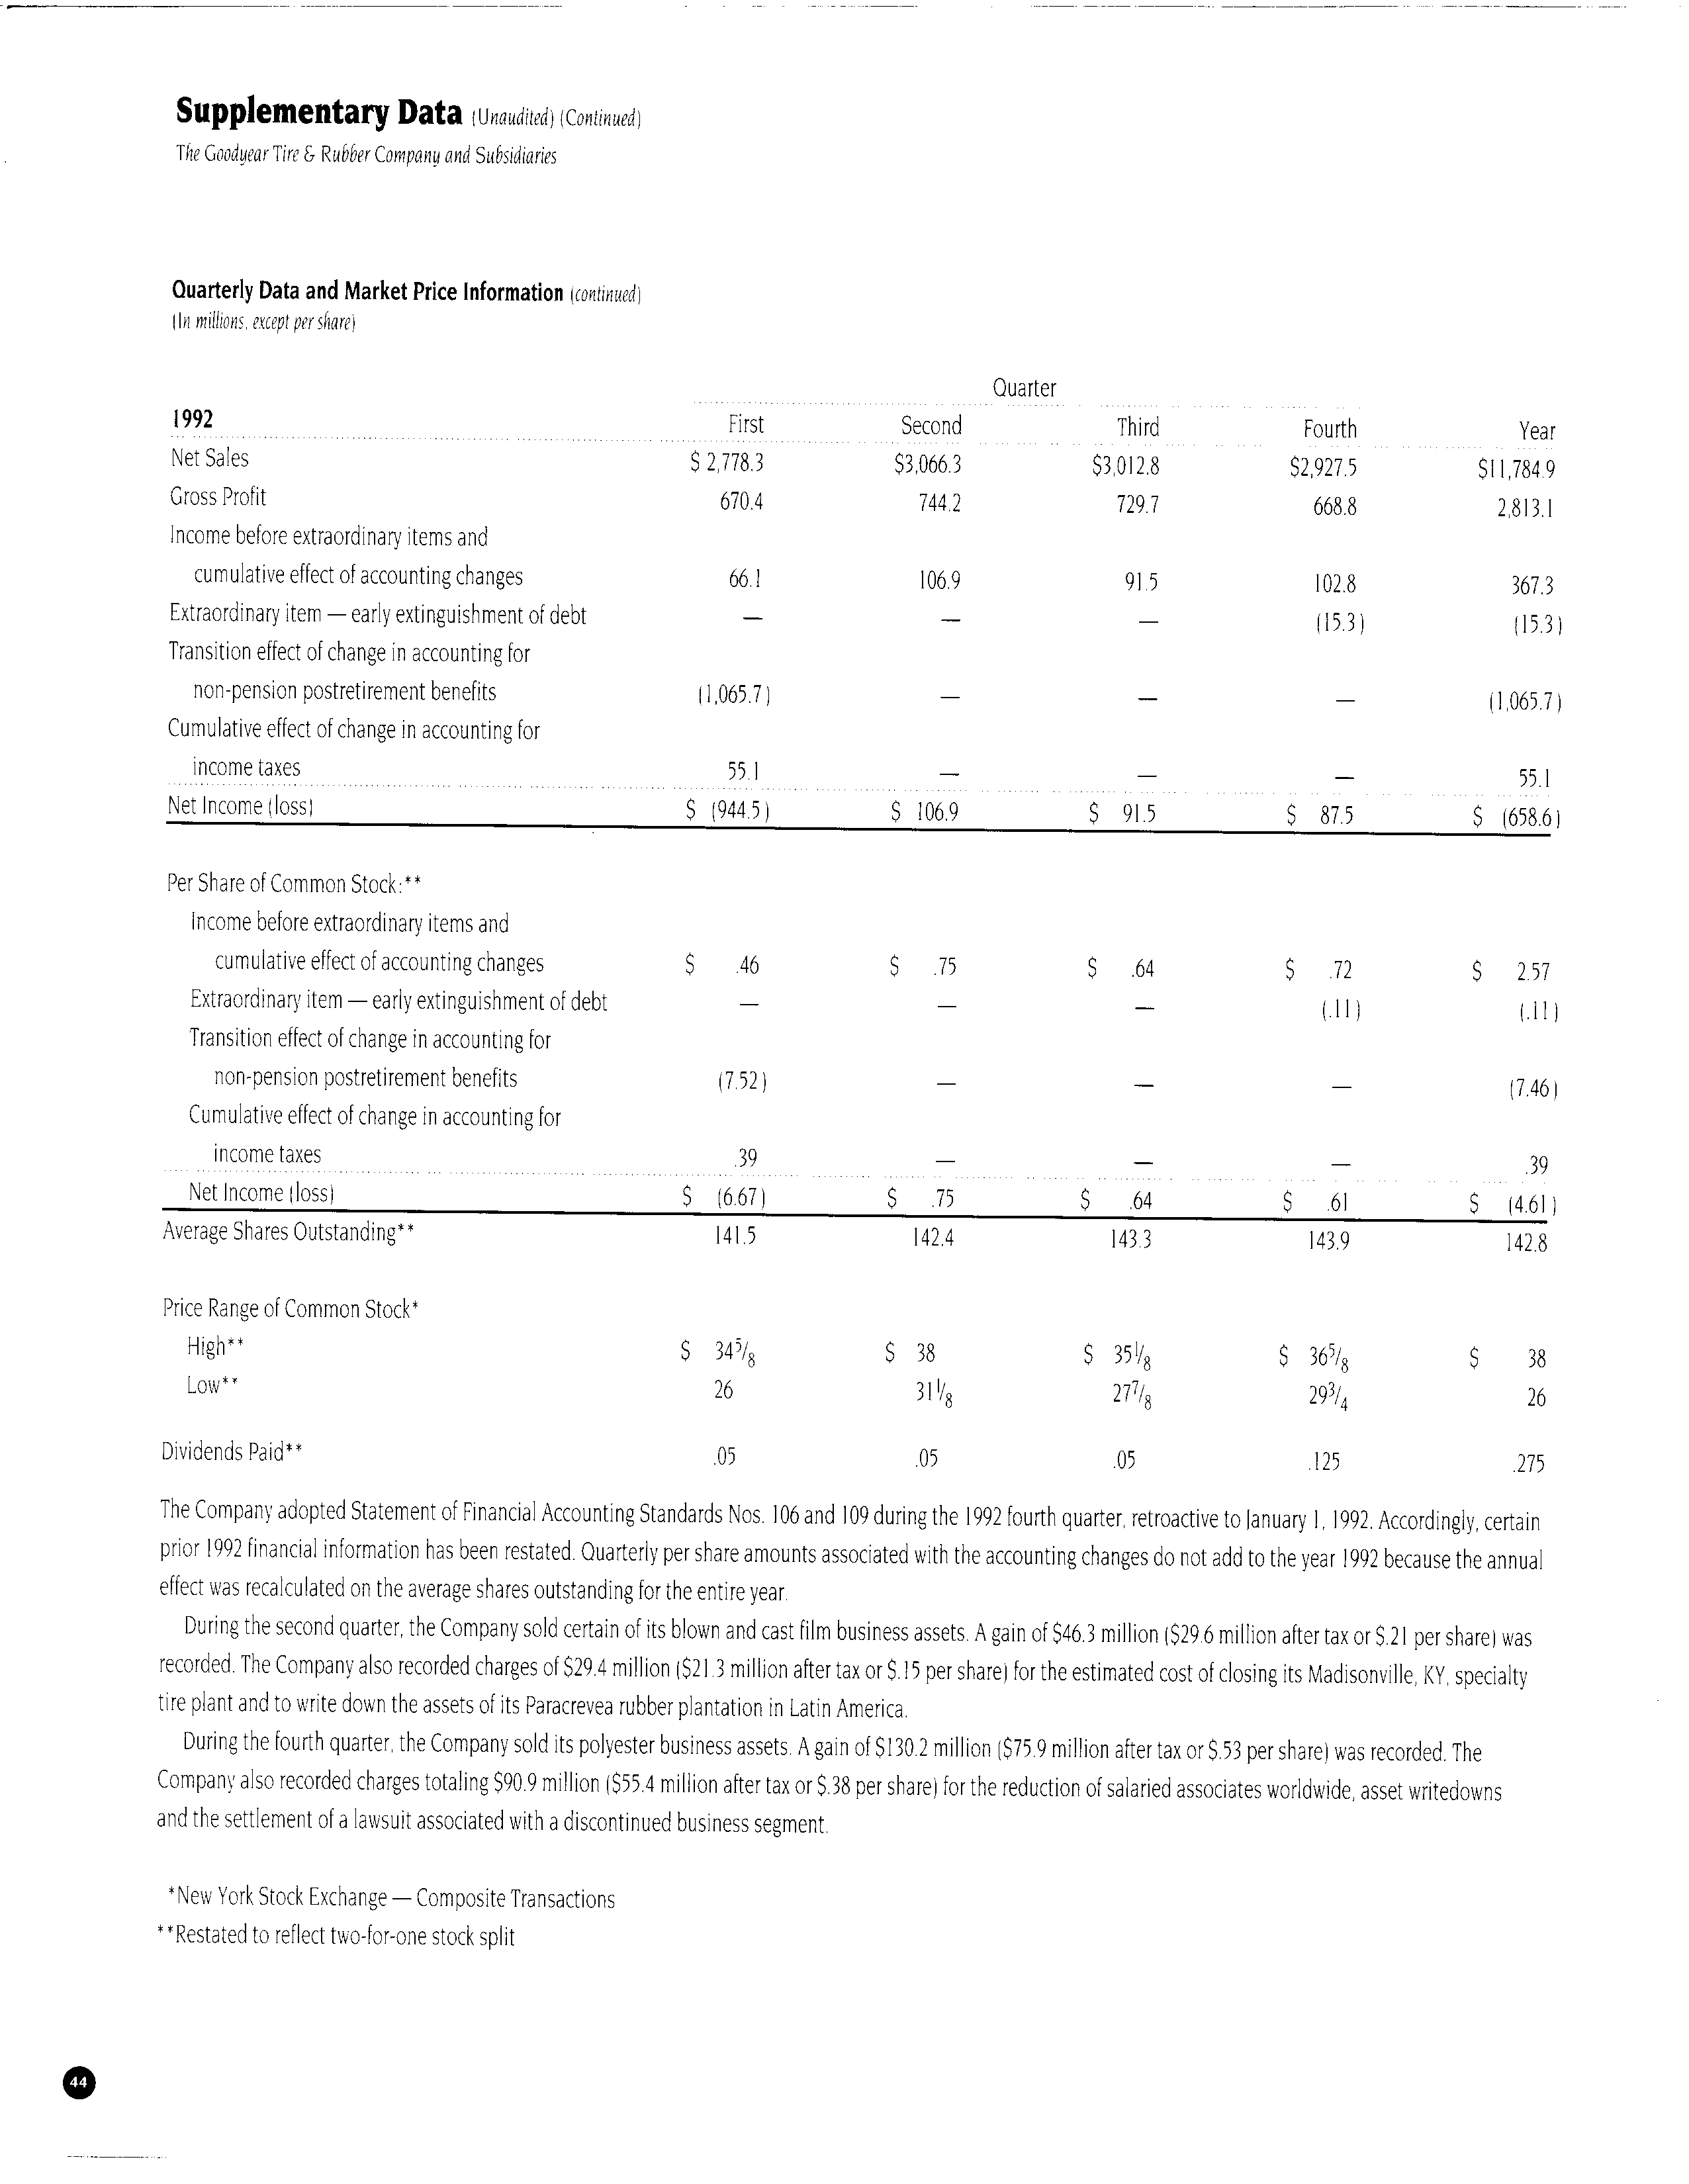 Supplementary Data (Unaudited) (Continued)
The Goodyear Tire & Rubber Company and Subsidiaries
Quarterly Data and Market Price Information (continued)
(In millions, except per share)
Quarter
1992 First Second Third Fourth Year
Net Sales $ 2,778.3 $3,066.3 $3,012.8 $2,927.5 $11,784.9
Gross Profit 670.4 744.2 729.7 668.8 2,813.1
Income before extraordinary items and
cumulative effect of accounting changes 66.1 106.9 91.5 102.8 367.3
Extraordinary item — early extinguishment of debt — — — (15.3) (15.3)
Transition effect of change in accounting for
non-pension postretirement benefits (1,065.7) — — — (1,065.7)
Cumulative effect of change in accounting for
income taxes 55.1 — — — 55.1
Net Income (loss) $ (944.5) $ 106.9 $ 91.5 $ 87.5 $ (658.6)
Per Share of Common Stock:**
Income before extraordinary items and
cumulative effect of accounting changes $ .46 $ .75 $ .64 $ .72 $ 2.57
Extraordinary item — early extinguishment of debt — — — (.11) (.11)
Transition effect of change in accounting for
non-pension postretirement benefits (7.52) — — — (7.46)
Cumulative effect of change in accounting for
income taxes .39 — — — .39
Net Income (loss) $ (6.67) $ .75 $ .64 $ .61 $ (4.61)
Average Shares Outstanding** 141.5 142.4 143.3 143.9 142.8
Price Range of Common Stock*
High** $ 34 5/8 $ 38 $ 35 1/8 $ 36 5/8 $ 38
Low** 26 31 1/8 27 7/8 29 3/4 26
Dividends Paid** .05 .05 .05 .125 .275
The Company adopted Statement of Financial Accounting Standards Nos. 106 and 109 during the 1992 fourth quarter, retroactive to January 1, 1992. Accordingly, certain
prior 1992 financial information has been restated. Quarterly per share amounts associated with the accounting changes do not add to the year 1992 because the annual
effect was recalculated on the average shares outstanding for the entire year.
During the second quarter, the Company sold certain of its blown and cast film business assets. A gain of $46.3 million ($29.6 million after tax or $.21 per share) was
recorded. The Company also recorded charges of $29.4 million ($21.3 million after tax or $.15 per share) for the estimated cost of closing its Madisonville, KY, specialty
tire plant and to write down the assets of its Paracrevea rubber plantation in Latin America.
During the fourth quarter, the Company sold its polyester business assets. A gain of $130.2 million ($75.9 million after tax or $.53 per share) was recorded. The
Company also recorded charges totaling $90.9 million ($55.4 million after tax or $.38 per share) for the reduction of salaried associates worldwide, asset writedowns
and the settlement of a lawsuit associated with a discontinued business segment.
*New York Stock Exchange — Composite Transactions
**Restated to reflect two-for-one stock split
44